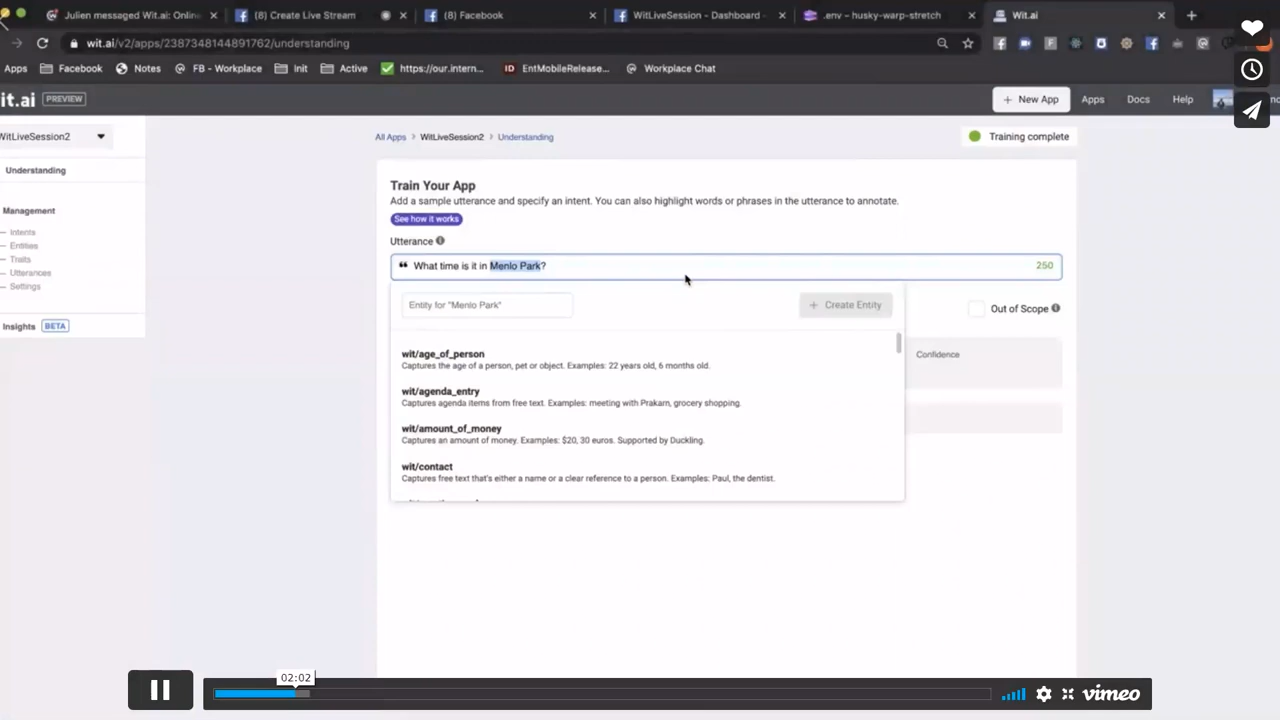 Julien messaged Wit.ai: Online
(8) Create Live Stream
(8) Facebook
WitLiveSession - Dashboard -
.env – husky-warp-stretch
Wit.ai
wit.ai/v2/apps/2387348144891762/understanding
Apps
Facebook
Notes
FB - Workplace
Init
Active
https://our.intern...
EntMobileRelease...
Workplace Chat
it.ai PREVIEW
+ New App
Apps
Docs
Help
WitLiveSession2
All Apps > WitLiveSession2 > Understanding
Training complete
Understanding
Management
Intents
Entities
Traits
Utterances
Settings
Insights BETA
Train Your App
Add a sample utterance and specify an intent. You can also highlight words or phrases in the utterance to annotate.
See how it works
Utterance
❝ What time is it in Menlo Park?
250
Entity for "Menlo Park"
+ Create Entity
Out of Scope
Confidence
wit/age_of_person
Captures the age of a person, pet or object. Examples: 22 years old, 6 months old.
wit/agenda_entry
Captures agenda items from free text. Examples: meeting with Prakam, grocery shopping.
wit/amount_of_money
Captures an amount of money. Examples: $20, 30 euros. Supported by Duckling.
wit/contact
Captures free text that's either a name or a clear reference to a person. Examples: Paul, the dentist.
02:02
vimeo